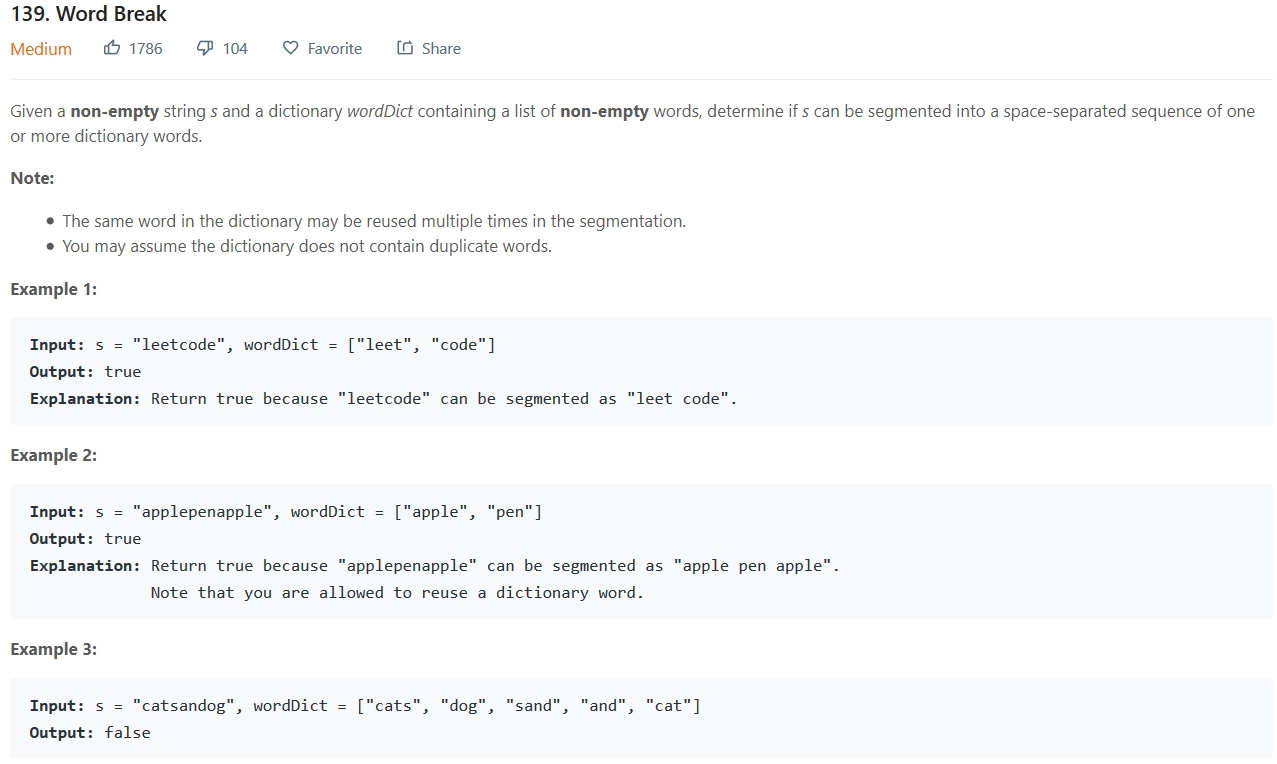 139. Word Break
Medium 1786 104 Favorite Share
Given a non-empty string s and a dictionary wordDict containing a list of non-empty words, determine if s can be segmented into a space-separated sequence of one
or more dictionary words.
Note:
• The same word in the dictionary may be reused multiple times in the segmentation.
• You may assume the dictionary does not contain duplicate words.
Example 1:
Input: s = "leetcode", wordDict = ["leet", "code"]
Output: true
Explanation: Return true because "leetcode" can be segmented as "leet code".
Example 2:
Input: s = "applepenapple", wordDict = ["apple", "pen"]
Output: true
Explanation: Return true because "applepenapple" can be segmented as "apple pen apple".
Note that you are allowed to reuse a dictionary word.
Example 3:
Input: s = "catsandog", wordDict = ["cats", "dog", "sand", "and", "cat"]
Output: false